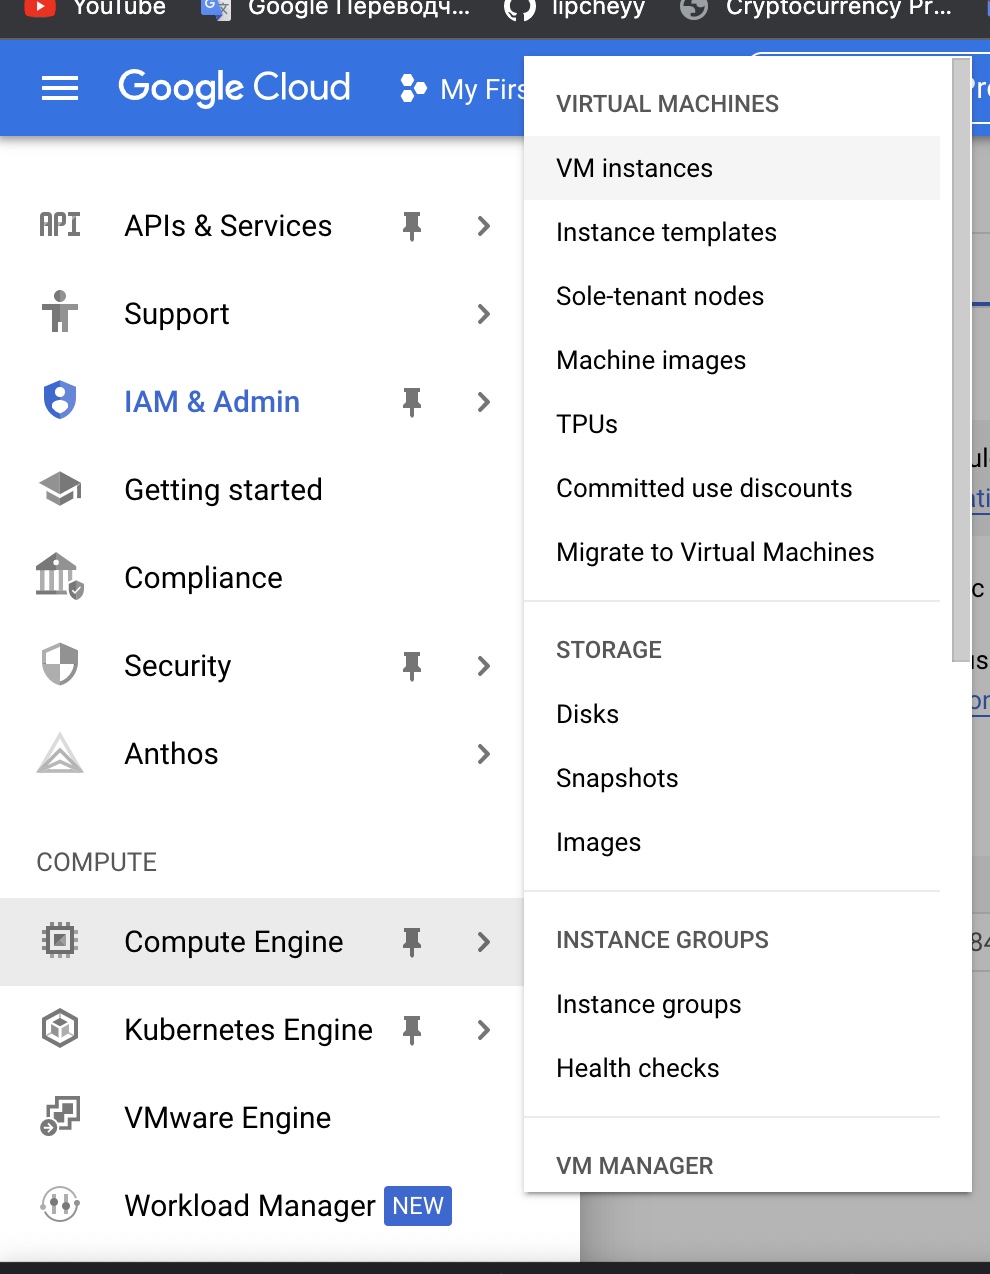 YouTube
Google Переводч...
lipcheyy
Cryptocurrency Pr...
Google Cloud
My Firs
API
APIs & Services
Support
IAM & Admin
Getting started
Compliance
Security
Anthos
COMPUTE
Compute Engine
Kubernetes Engine
VMware Engine
Workload Manager NEW
VIRTUAL MACHINES
VM instances
Instance templates
Sole-tenant nodes
Machine images
TPUs
Committed use discounts
Migrate to Virtual Machines
STORAGE
Disks
Snapshots
Images
INSTANCE GROUPS
Instance groups
Health checks
VM MANAGER